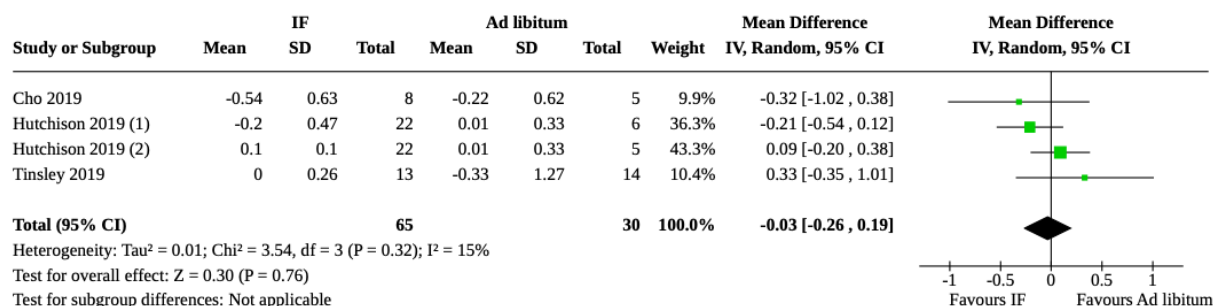 IF Ad libitum Mean Difference Mean Difference
Study or Subgroup Mean SD Total Mean SD Total Weight IV, Random, 95% CI IV, Random, 95% CI
Cho 2019 -0.54 0.63 8 -0.22 0.62 5 9.9% -0.32 [-1.02 , 0.38]
Hutchison 2019 (1) -0.2 0.47 22 0.01 0.33 6 36.3% -0.21 [-0.54 , 0.12]
Hutchison 2019 (2) 0.1 0.1 22 0.01 0.33 5 43.3% 0.09 [-0.20 , 0.38]
Tinsley 2019 0 0.26 13 -0.33 1.27 14 10.4% 0.33 [-0.35 , 1.01]
Total (95% CI) 65 30 100.0% -0.03 [-0.26 , 0.19]
Heterogeneity: Tau² = 0.01; Chi² = 3.54, df = 3 (P = 0.32); I² = 15%
Test for overall effect: Z = 0.30 (P = 0.76) -1 -0.5 0 0.5 1
Test for subgroup differences: Not applicable Favours IF Favours Ad libitum